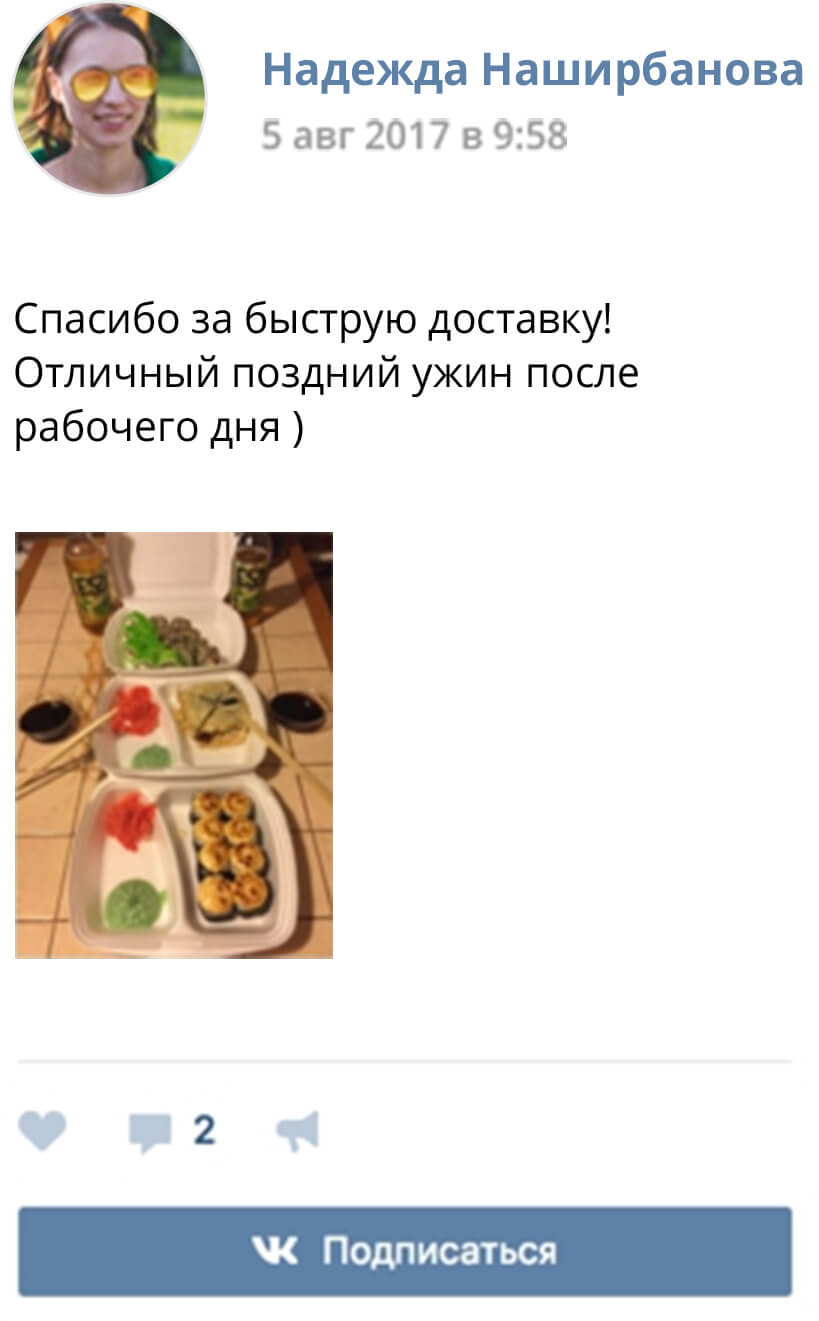 Надежда Наширбанова
5 авг 2017 в 9:58
Спасибо за быструю доставку!
Отличный поздний ужин после
рабочего дня )
2
Подписаться